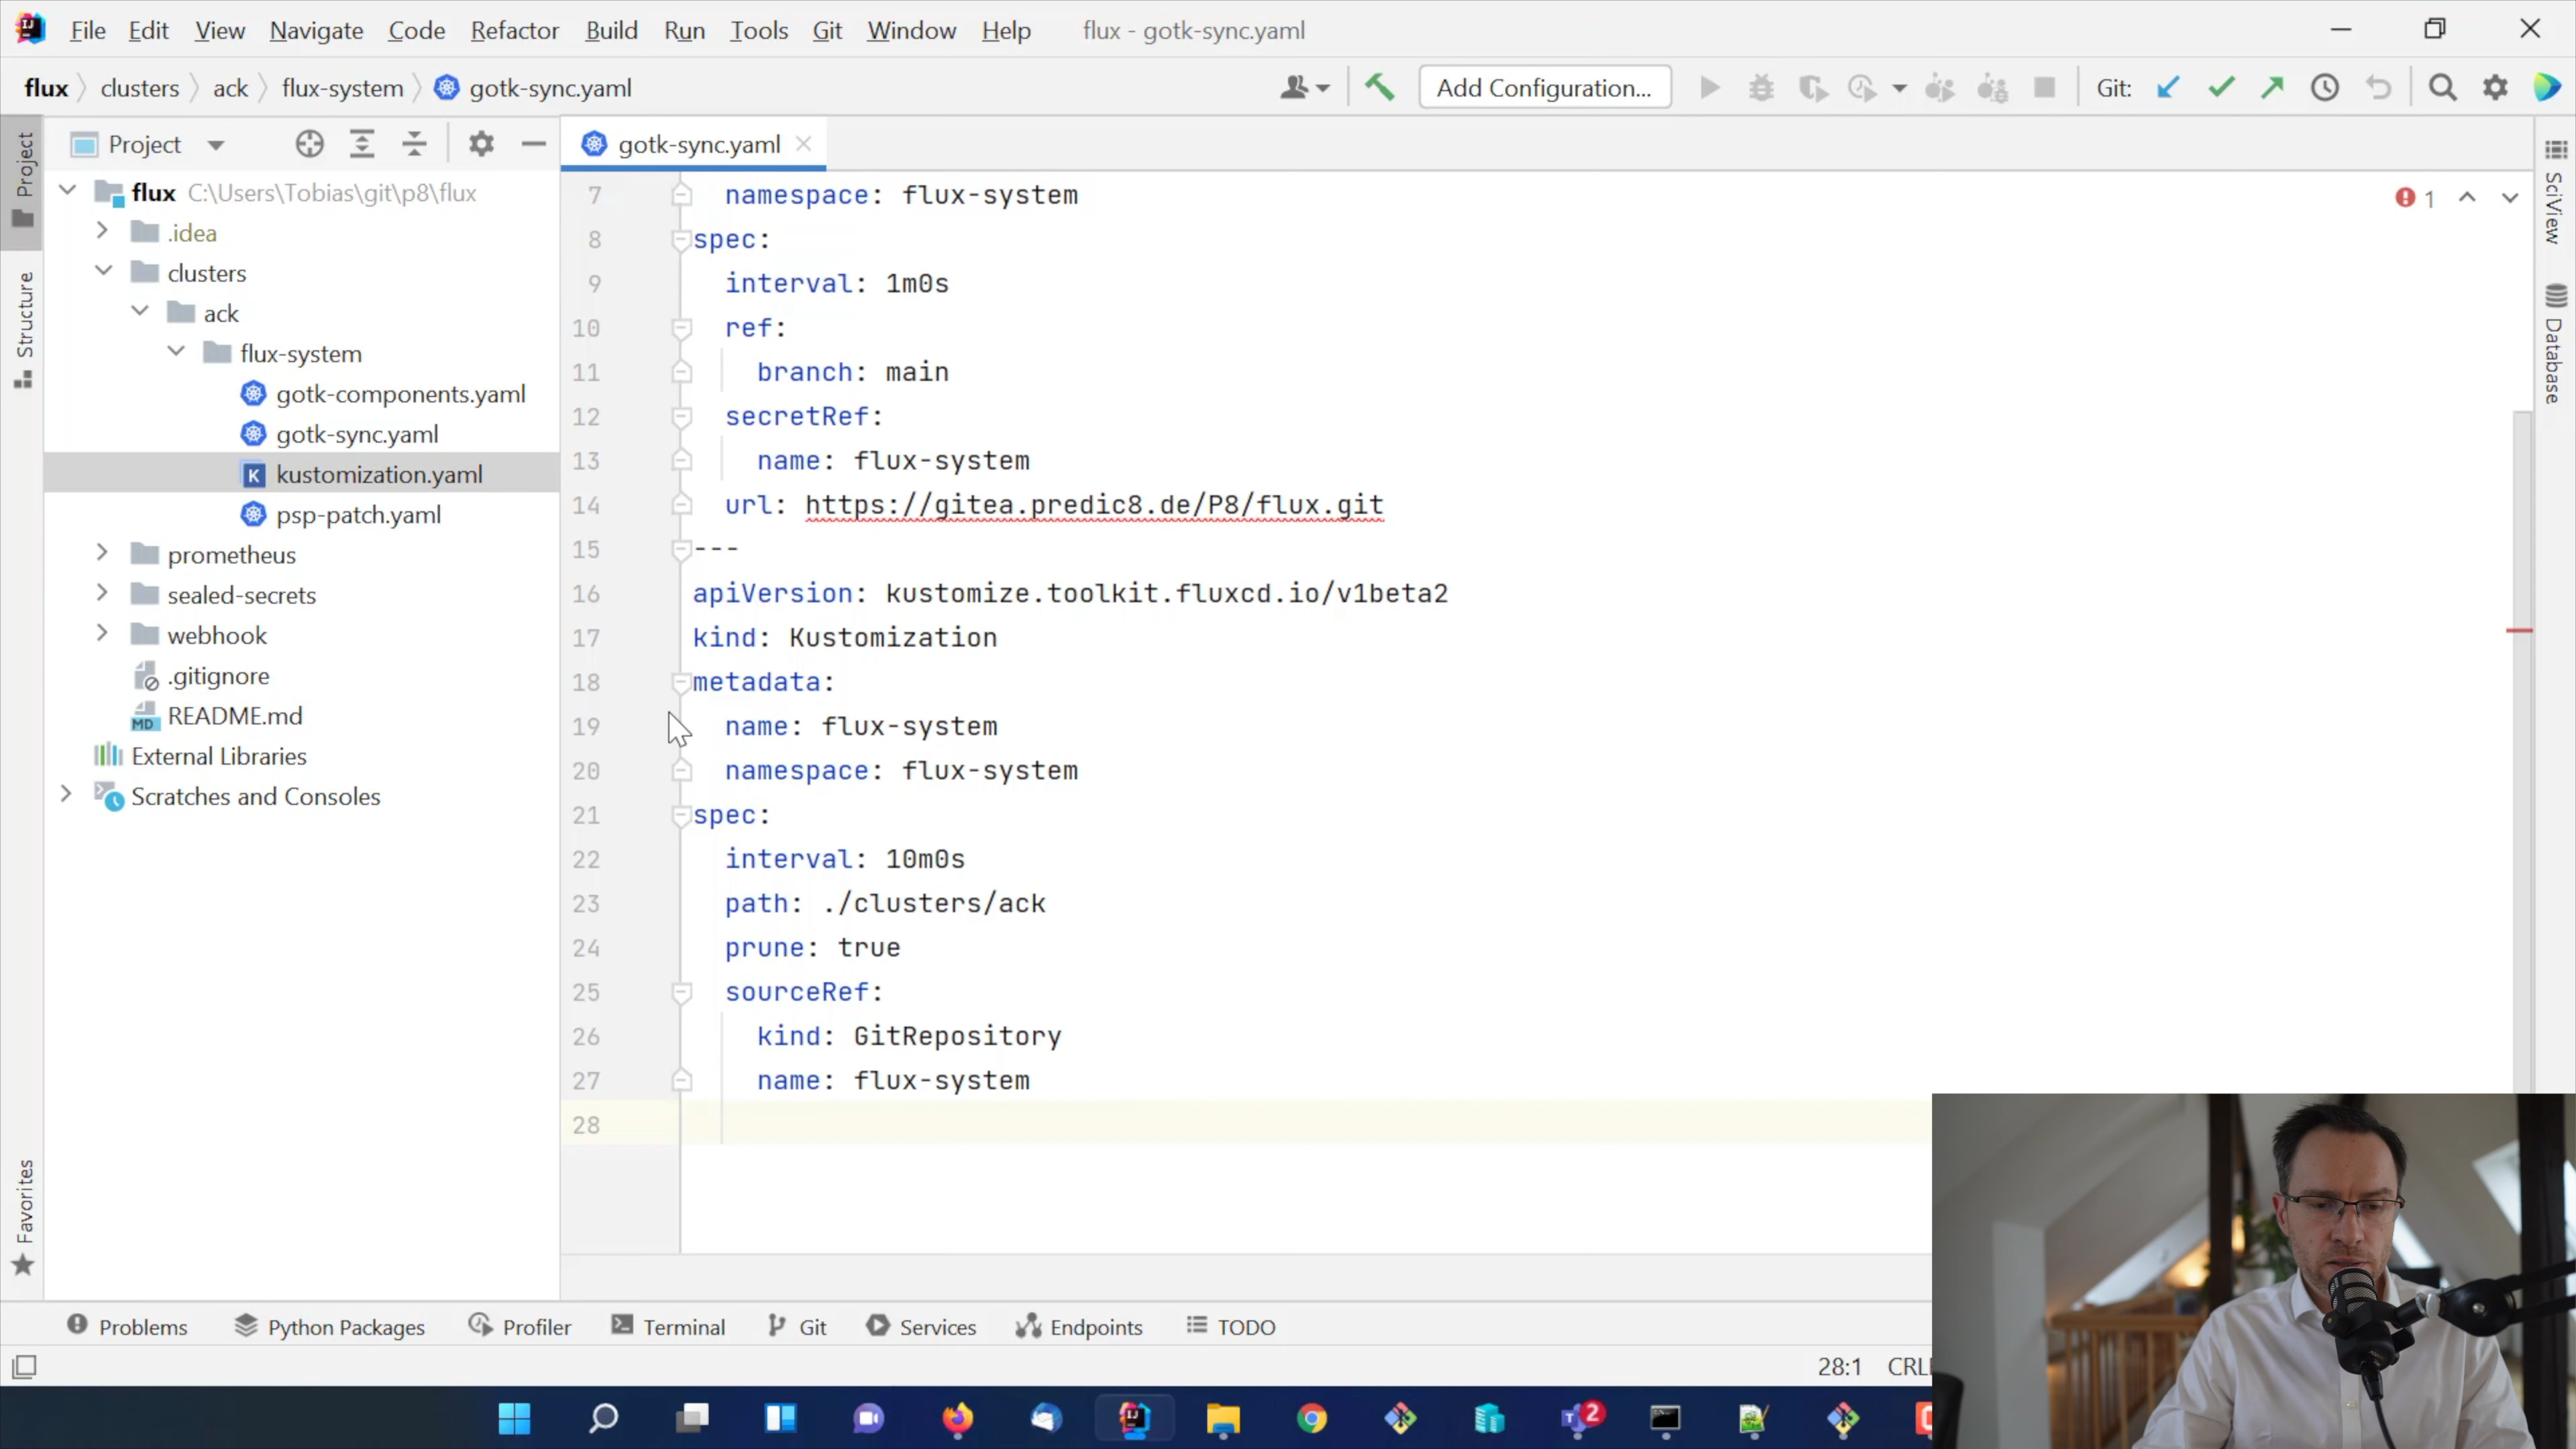 File Edit View Navigate Code Refactor Build Run Tools Git Window Help flux - gotk-sync.yaml
flux clusters ack flux-system gotk-sync.yaml Add Configuration... Git:
Project gotk-sync.yaml
Project
Structure
Favorites
flux C:\Users\Tobias\git\p8\flux
.idea
clusters
ack
flux-system
gotk-components.yaml
gotk-sync.yaml
K kustomization.yaml
psp-patch.yaml
prometheus
sealed-secrets
webhook
.gitignore
MD README.md
External Libraries
Scratches and Consoles
7 namespace: flux-system
8 spec:
9 interval: 1m0s
10 ref:
11 branch: main
12 secretRef:
13 name: flux-system
14 url: https://gitea.predic8.de/P8/flux.git
15 ---
16 apiVersion: kustomize.toolkit.fluxcd.io/v1beta2
17 kind: Kustomization
18 metadata:
19 name: flux-system
20 namespace: flux-system
21 spec:
22 interval: 10m0s
23 path: ./clusters/ack
24 prune: true
25 sourceRef:
26 kind: GitRepository
27 name: flux-system
28
1
SciView
Database
Problems Python Packages Profiler Terminal Git Services Endpoints TODO
28:1 CRL
2